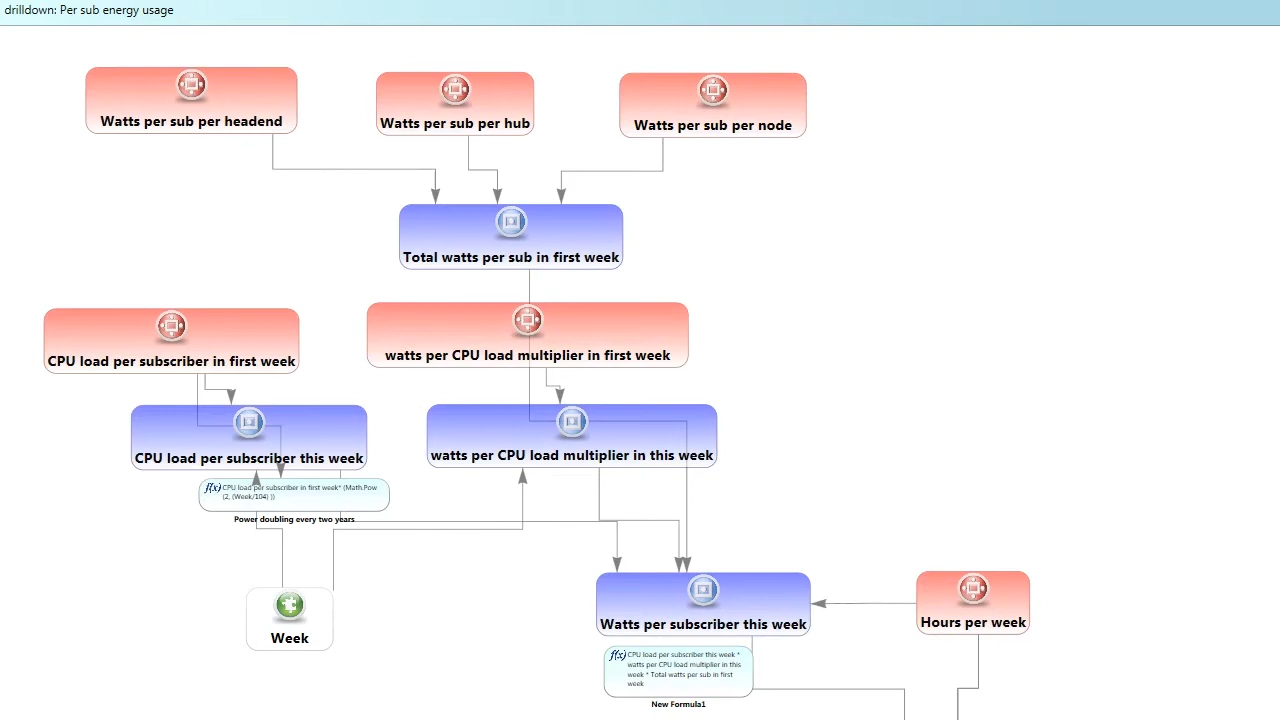 drilldown: Per sub energy usage
Watts per sub per headend
Watts per sub per hub
Watts per sub per node
Total watts per sub in first week
CPU load per subscriber in first week
watts per CPU load multiplier in first week
CPU load per subscriber this week
watts per CPU load multiplier in this week
f(x) CPU load per subscriber in first week* (Math.Pow
(2, (Week/104) ))
Power doubling every two years
Week
Watts per subscriber this week
Hours per week
f(x) CPU load per subscriber this week *
watts per CPU load multiplier in this
week * Total watts per sub in first
week
New Formula1